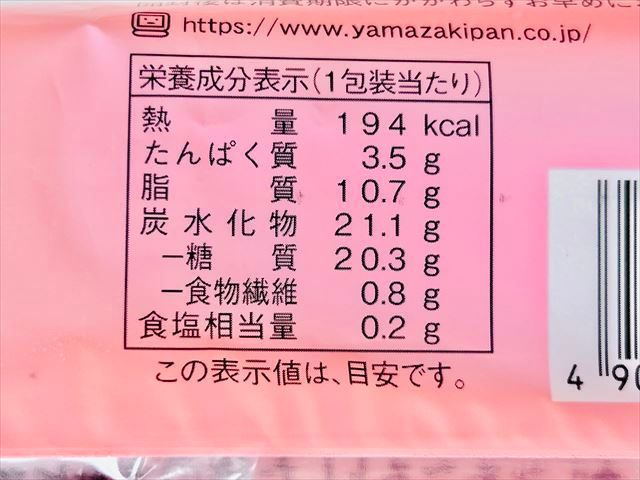 https://www.yamazakipan.co.jp/
栄養成分表示(1包装当たり)
熱量 194 kcal
たんぱく質 3.5 g
脂質 10.7 g
炭水化物 21.1 g
－糖質 20.3 g
－食物繊維 0.8 g
食塩相当量 0.2 g
この表示値は、目安です。
4 90